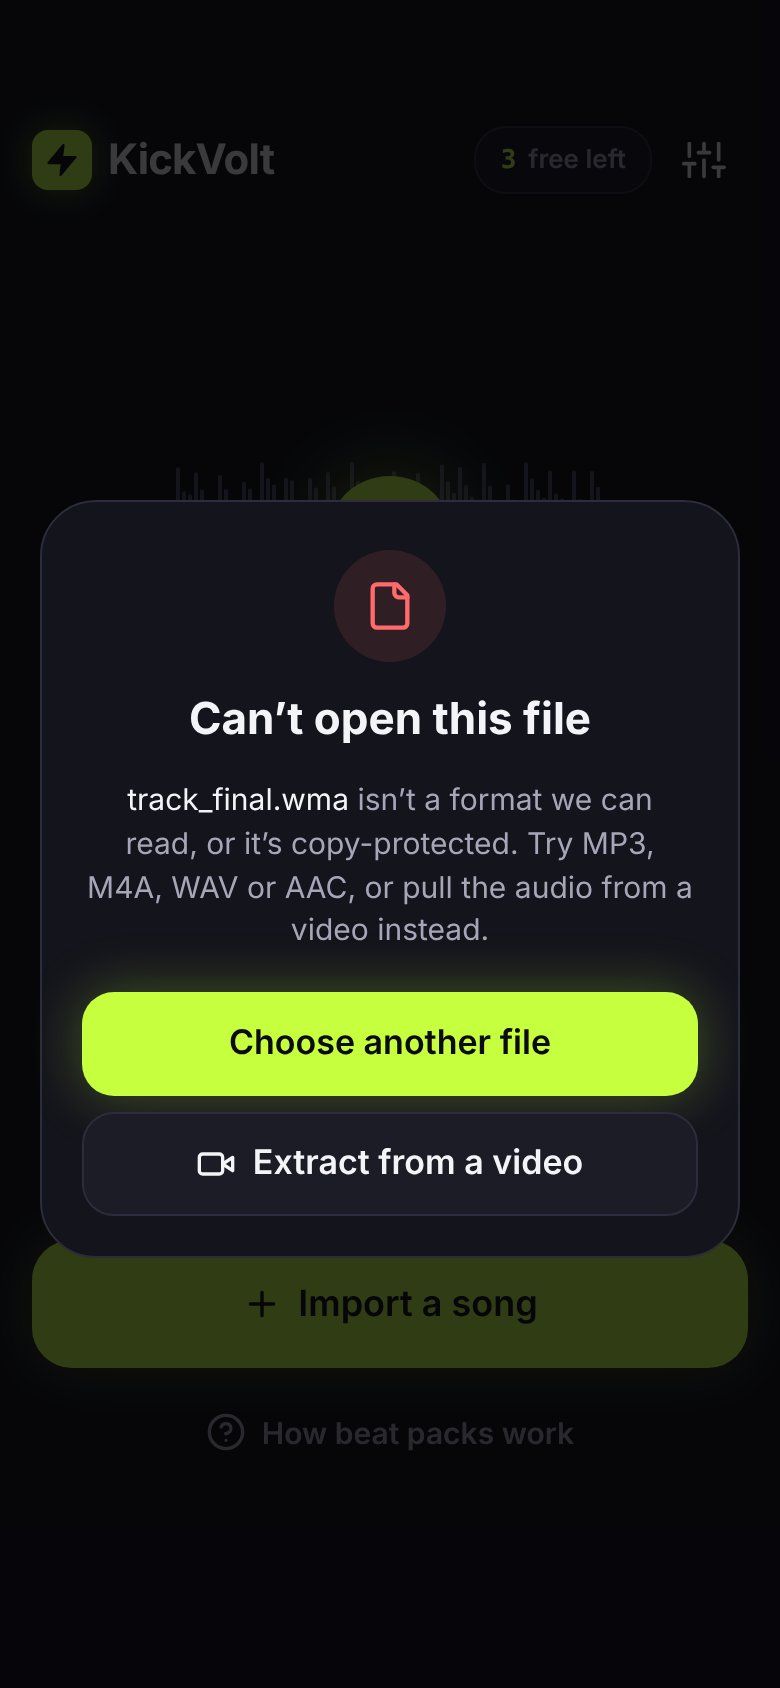 KickVolt
3 free left
Can’t open this file
track_final.wma isn’t a format we can
read, or it’s copy-protected. Try MP3,
M4A, WAV or AAC, or pull the audio from a
video instead.
Choose another file
Extract from a video
Import a song
How beat packs work